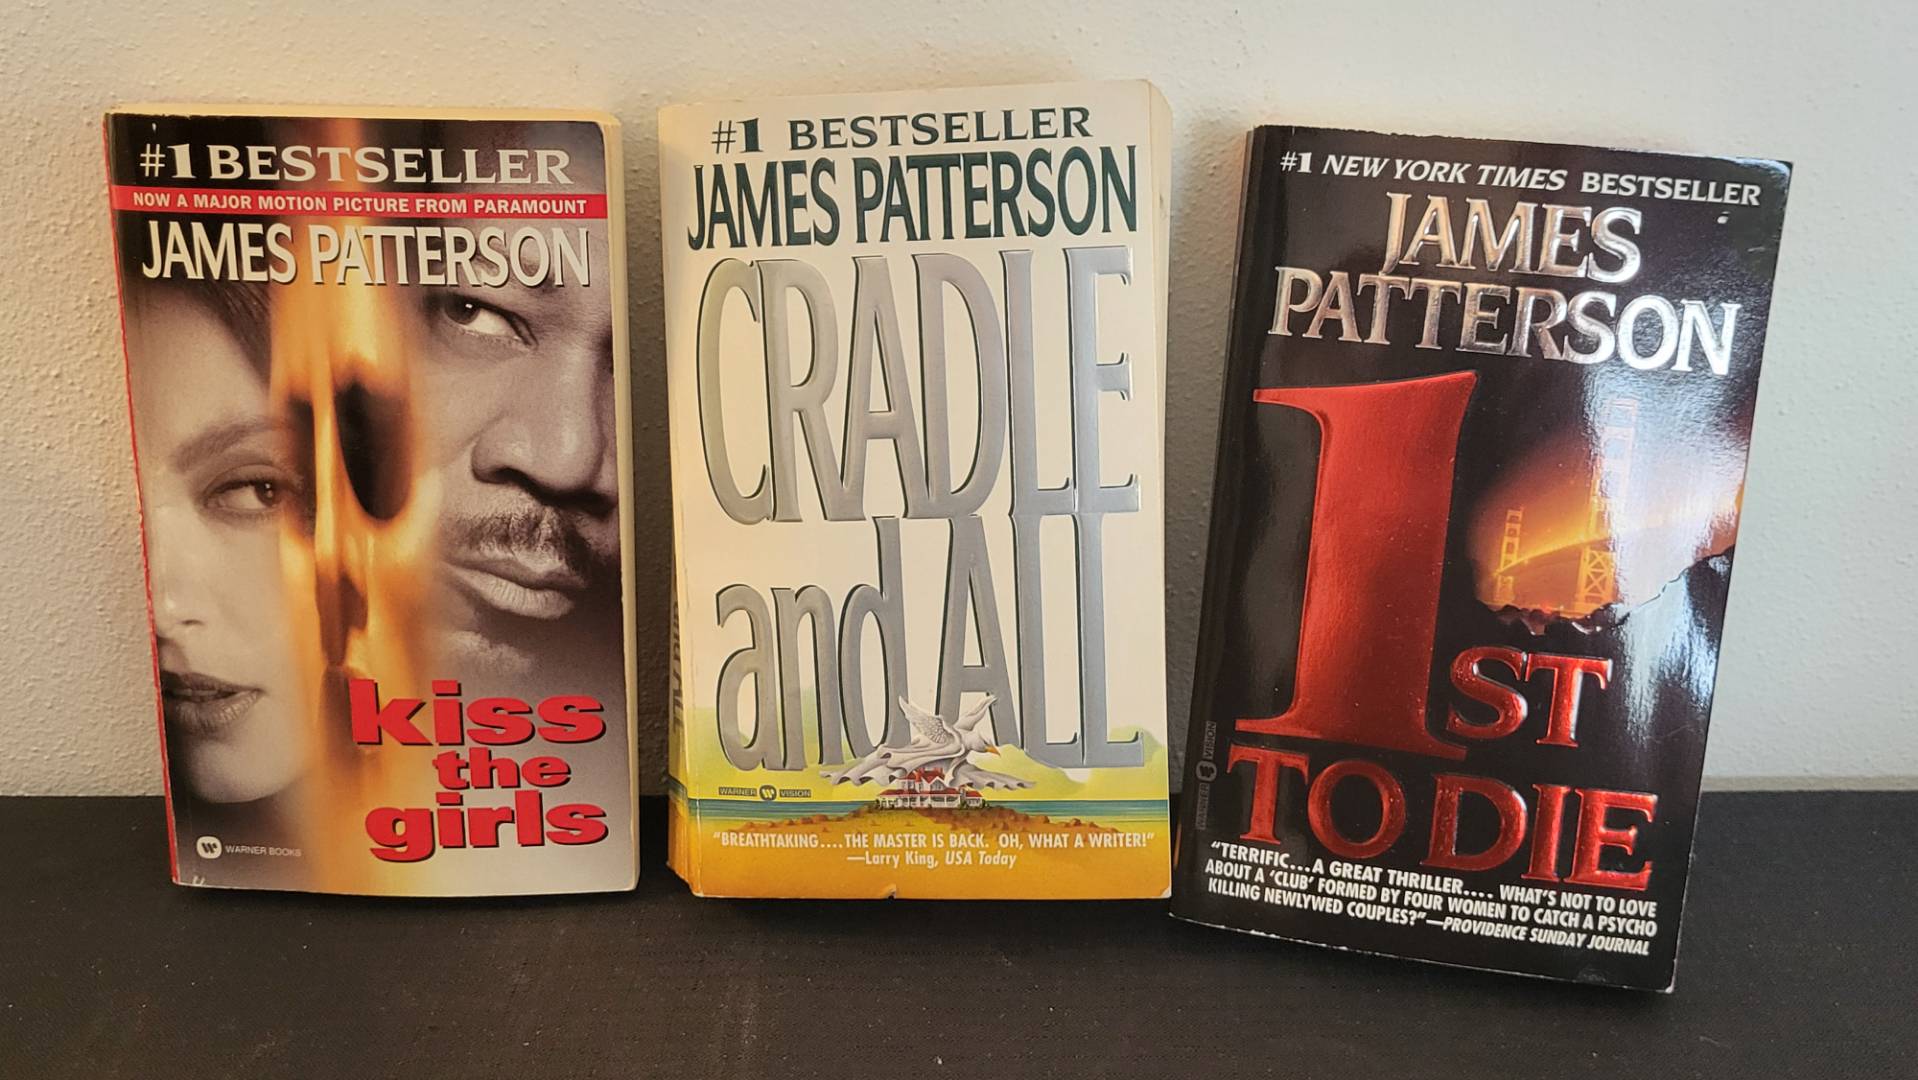 #1 BESTSELLER
NOW A MAJOR MOTION PICTURE FROM PARAMOUNT
JAMES PATTERSON
kiss
the
girls
WARNER BOOKS
#1 BESTSELLER
JAMES PATTERSON
CRADLE
and ALL
WARNER VISION
"BREATHTAKING....THE MASTER IS BACK. OH, WHAT A WRITER!"
—Larry King, USA Today
#1 NEW YORK TIMES BESTSELLER
JAMES
PATTERSON
1ST
TO DIE
WARNER VISION
"TERRIFIC...A GREAT THRILLER..... WHAT'S NOT TO LOVE
ABOUT A 'CLUB' FORMED BY FOUR WOMEN TO CATCH A PSYCHO
KILLING NEWLYWED COUPLES?"—PROVIDENCE SUNDAY JOURNAL